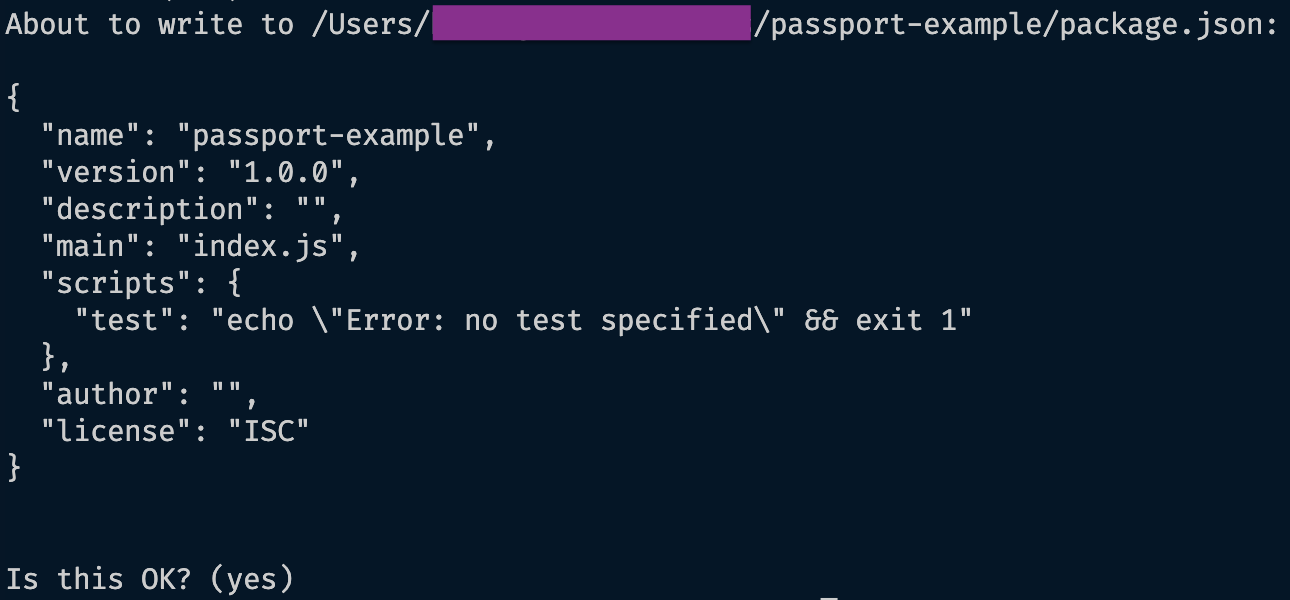 About to write to /Users/ /passport-example/package.json:
{
"name": "passport-example",
"version": "1.0.0",
"description": "",
"main": "index.js",
"scripts": {
"test": "echo \"Error: no test specified\" && exit 1"
},
"author": "",
"license": "ISC"
}
Is this OK? (yes)